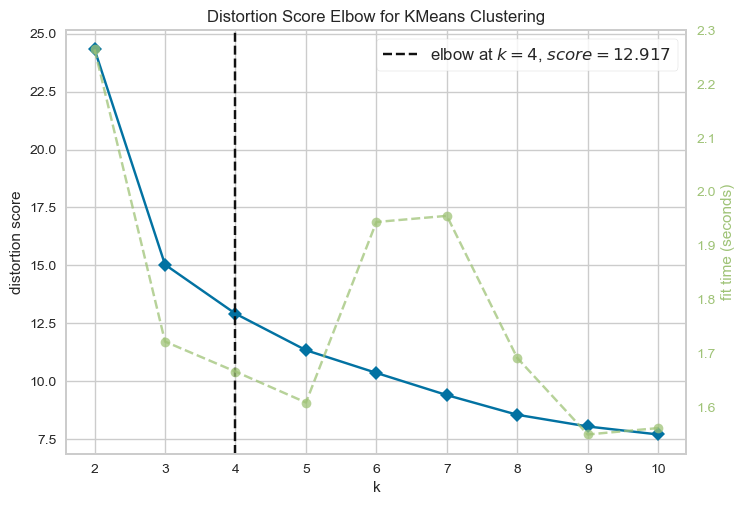 Distortion Score Elbow for KMeans Clustering
elbow at k = 4, score = 12.917
distortion score
25.0
22.5
20.0
17.5
15.0
12.5
10.0
7.5
2.3
2.2
2.1
2.0
1.9
1.8
1.7
1.6
fit time (seconds)
2 3 4 5 6 7 8 9 10
k